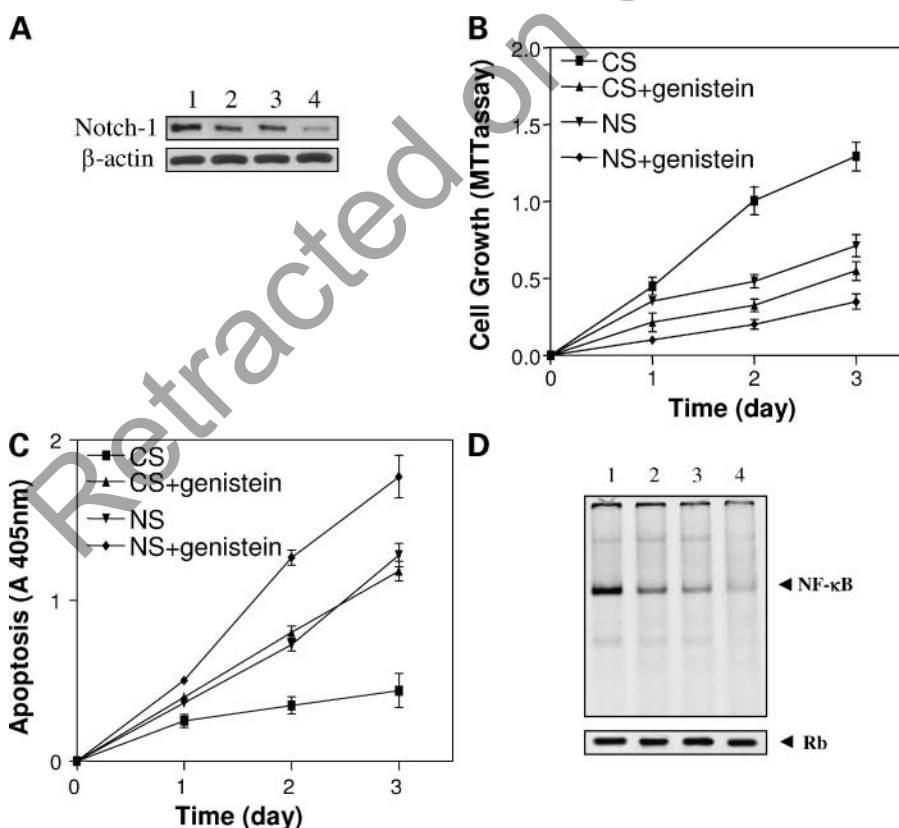 A
1 2 3 4
Notch-1
β-actin
B
Cell Growth (MTTassay)
2.0
1.5
1.0
0.5
0.0
CS
CS+genistein
NS
NS+genistein
0 1 2 3
Time (day)
C
Apoptosis (A 405nm)
2
1
0
CS
CS+genistein
NS
NS+genistein
0 1 2 3
Time (day)
D
1 2 3 4
NF-κB
Rb
Retracted on